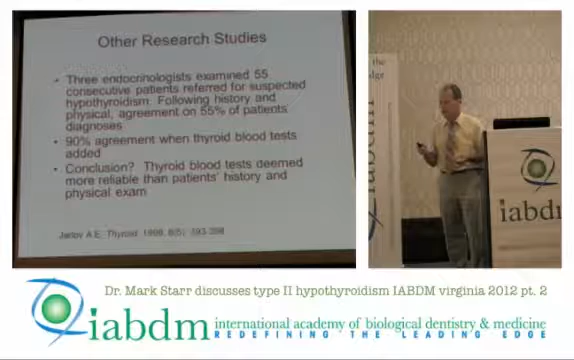 Other Research Studies
• Three endocrinologists examined 55
consecutive patients referred for suspected
hypothyroidism. Following history and
physical, agreement on 55% of patients'
diagnoses
• 90% agreement when thyroid blood tests
added
• Conclusion? Thyroid blood tests deemed
more reliable than patients' history and
physical exam
Jarlov A.E. Thyroid. 1998, 8(5): 393-398
the
dge
iabdm
iabdm
Dr. Mark Starr discusses type II hypothyroidism IABDM virginia 2012 pt. 2
iabdm international academy of biological dentistry & medicine
REDEFINING THE LEADING EDGE